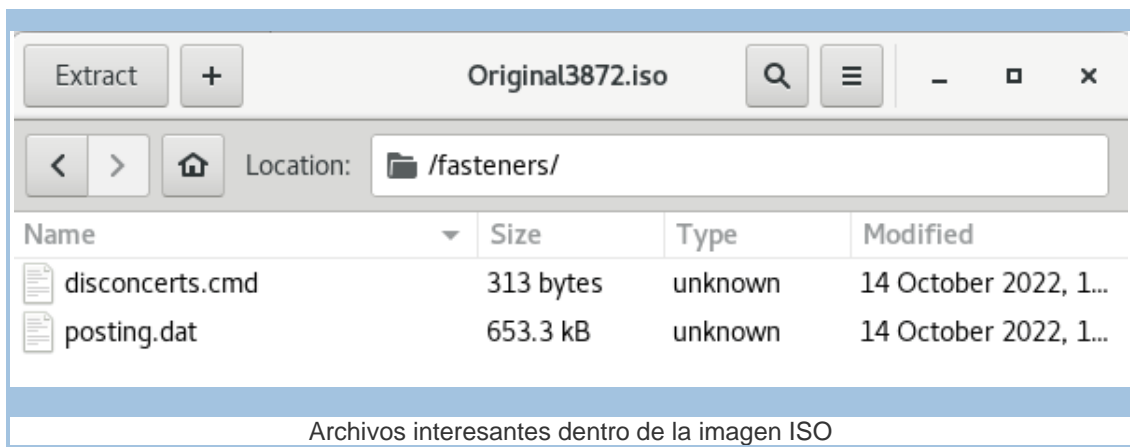 Extract + Original3872.iso
Location: /fasteners/
Name Size Type Modified
disconcerts.cmd 313 bytes unknown 14 October 2022, 1...
posting.dat 653.3 kB unknown 14 October 2022, 1...
Archivos interesantes dentro de la imagen ISO